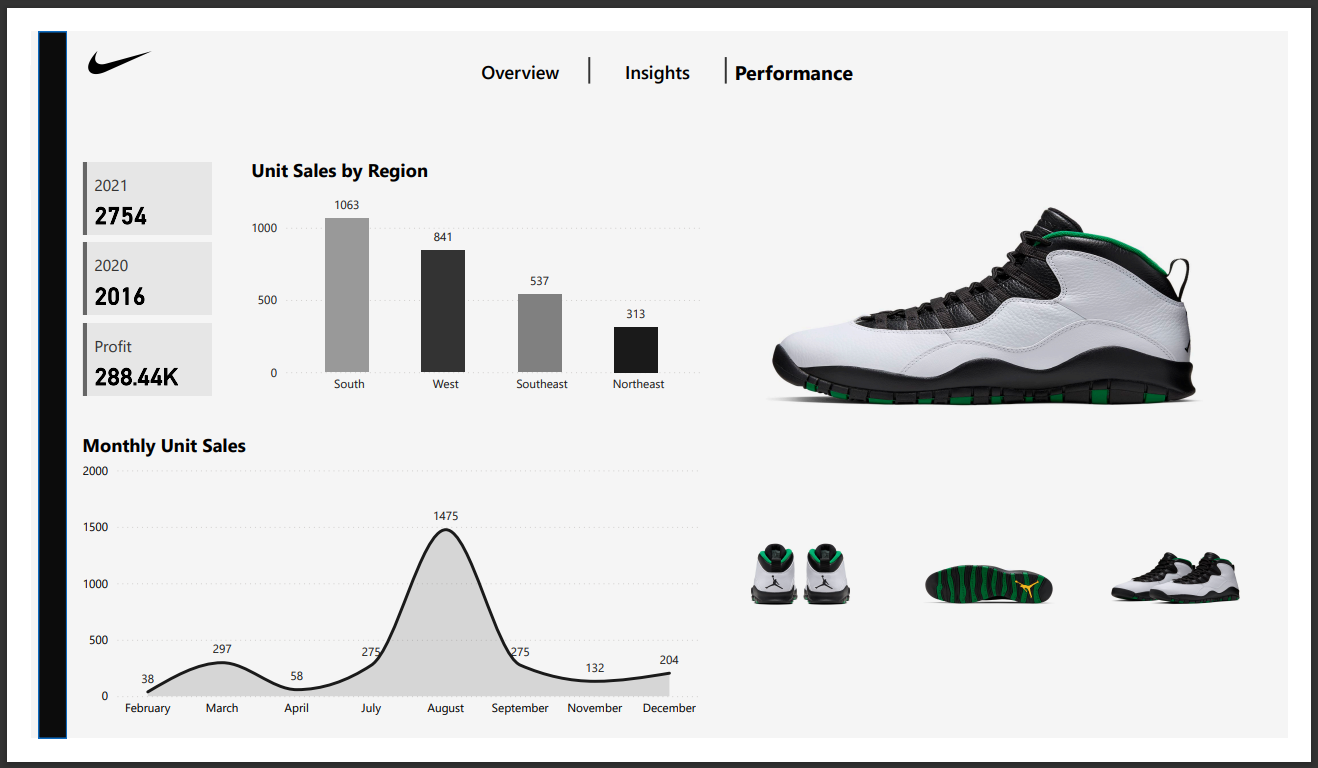 Overview
Insights
Performance
2021
2754
2020
2016
Profit
288.44K
Unit Sales by Region
1000
500
0
1063
841
537
313
South
West
Southeast
Northeast
Monthly Unit Sales
2000
1500
1000
500
0
38
297
58
275
1475
275
132
204
February
March
April
July
August
September
November
December